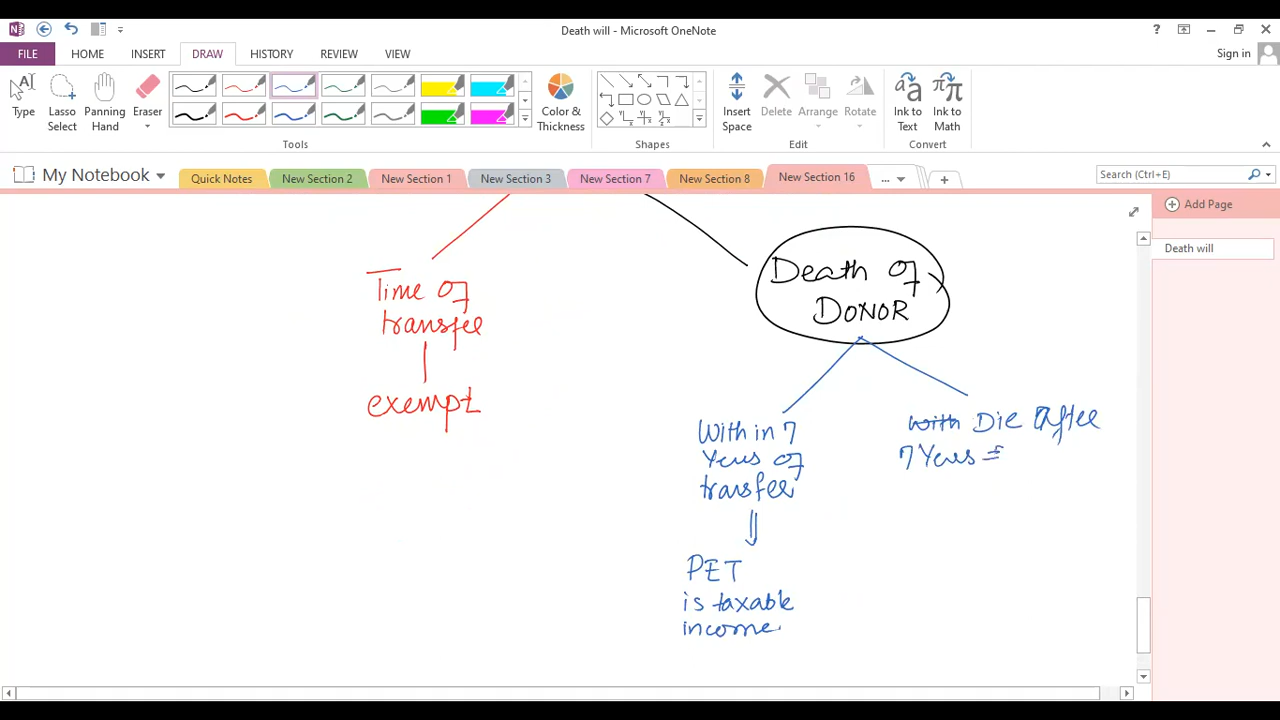 Death will - Microsoft OneNote
?
FILE
HOME
INSERT
DRAW
HISTORY
REVIEW
VIEW
Sign in
Type
Lasso Select
Panning Hand
Eraser
Color & Thickness
Insert Space
Delete
Arrange
Rotate
Ink to Text
Ink to Math
Tools
Shapes
Edit
Convert
My Notebook
Quick Notes
New Section 2
New Section 1
New Section 3
New Section 7
New Section 8
New Section 16
...
Search (Ctrl+E)
Add Page
Death will
Time of
transfee
exempt
Death of
DONOR
With in 7
Yeus of
transfer
PET
is taxable
income
with Die After
7 Yeus =